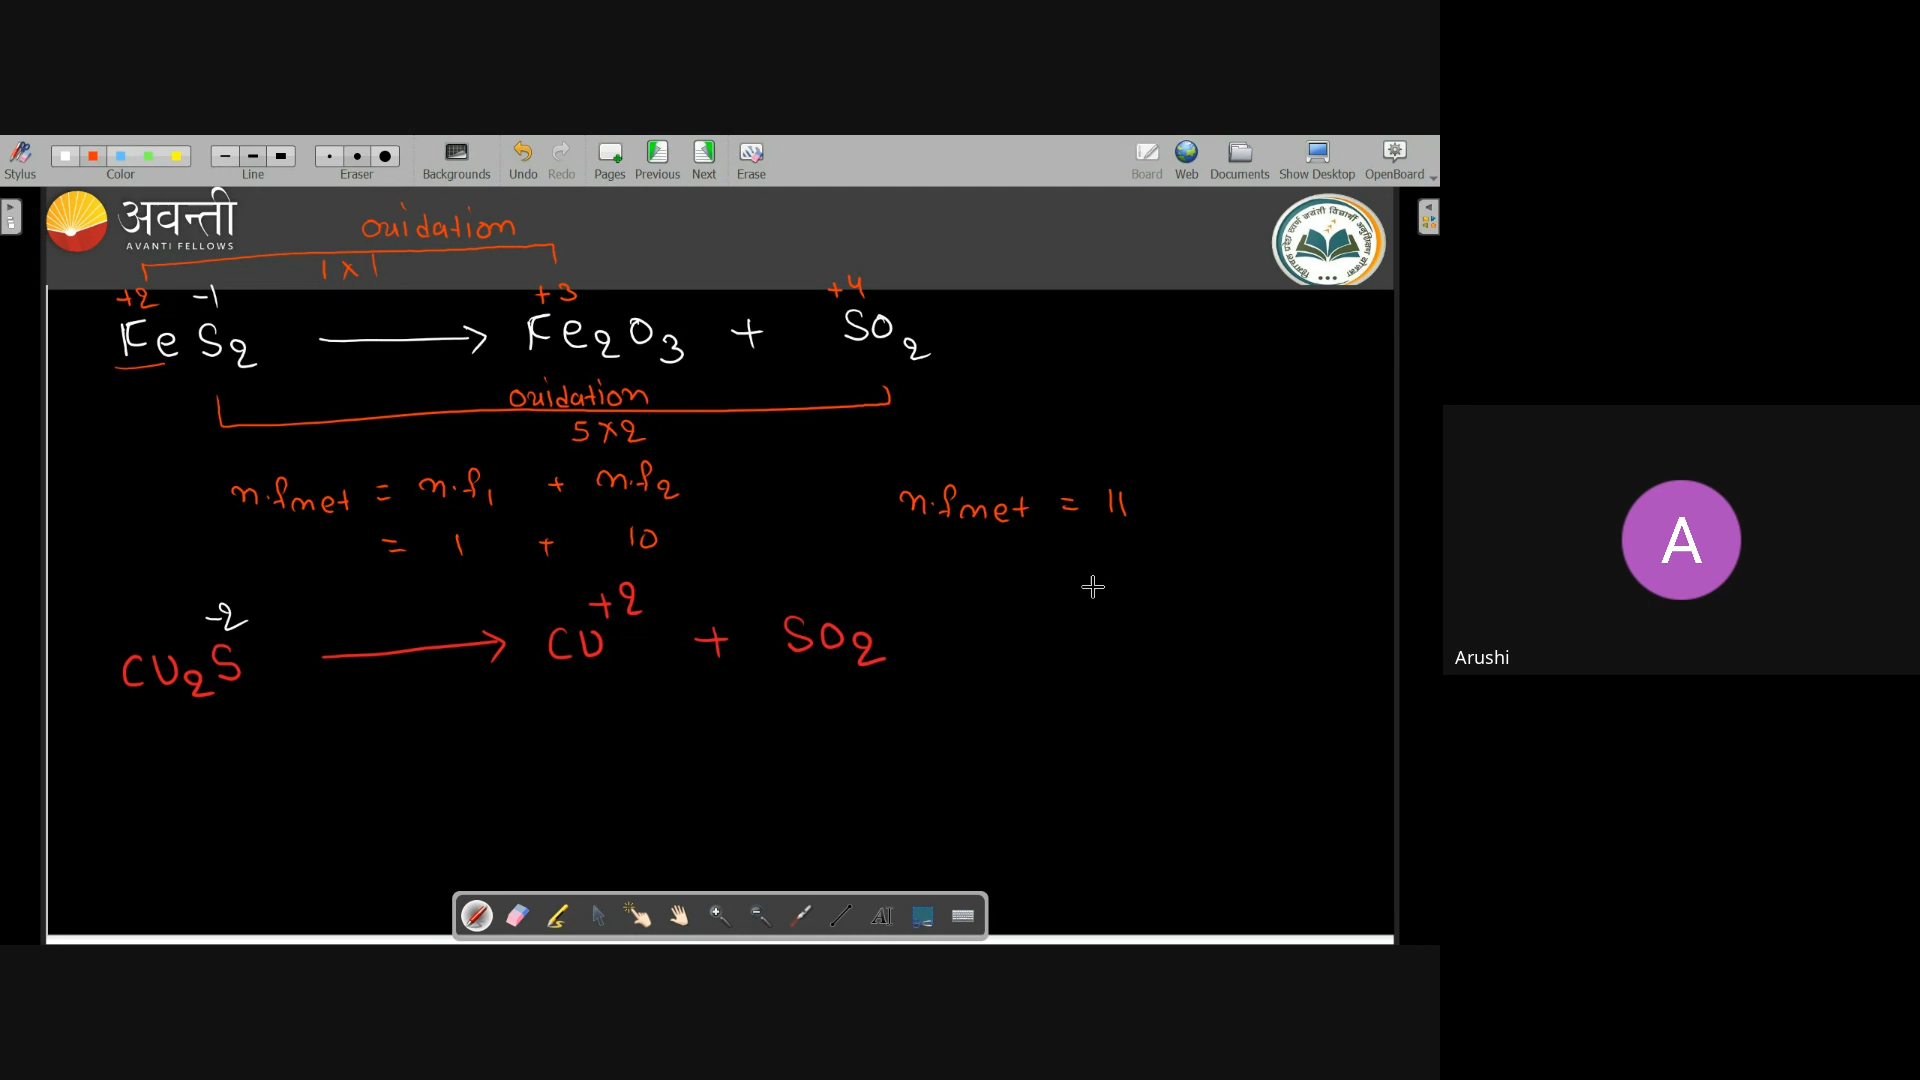 Stylus Color Line Eraser Backgrounds Undo Redo Pages Previous Next Erase Board Web Documents Show Desktop OpenBoard
अवन्ती
AVANTI FELLOWS
oxidation
1 x 1
+2 -1 +3 +4
FeS2 ⟶ Fe2O3 + SO2
oxidation
5 x 2
n.fnet = n.f1 + n.f2
n.fnet = 11
= 1 + 10
-2 +2
CU2S ⟶ CU + SO2
A
Arushi